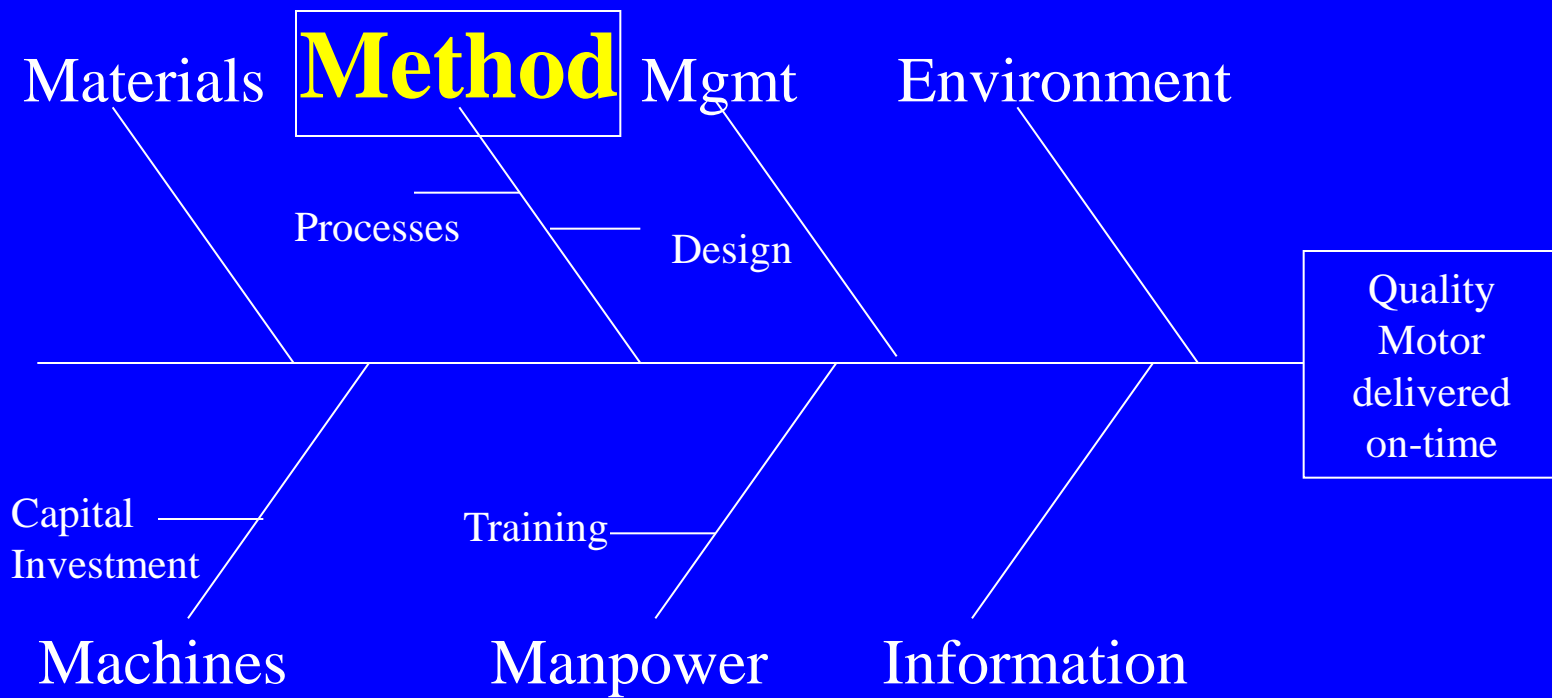 Materials
Method
Mgmt
Environment
Processes
Design
Quality
Motor
delivered
on-time
Capital
Investment
Training
Machines
Manpower
Information